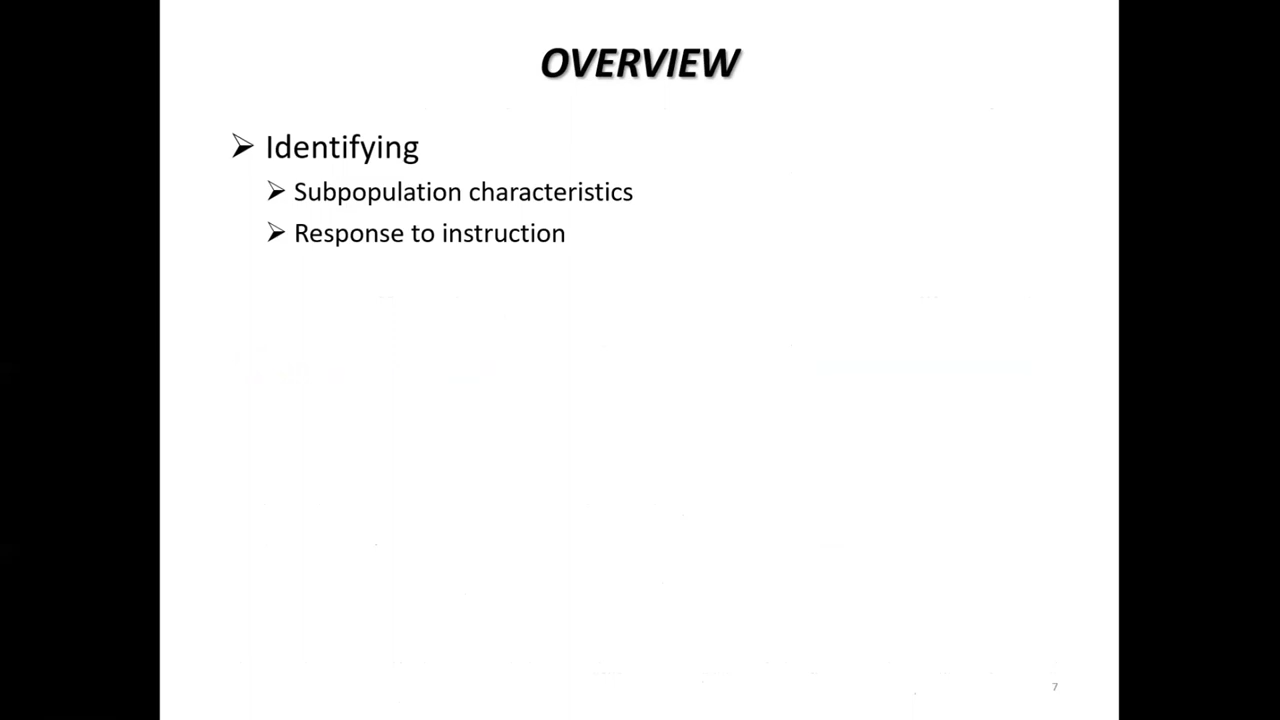 OVERVIEW
Identifying
Subpopulation characteristics
Response to instruction
7